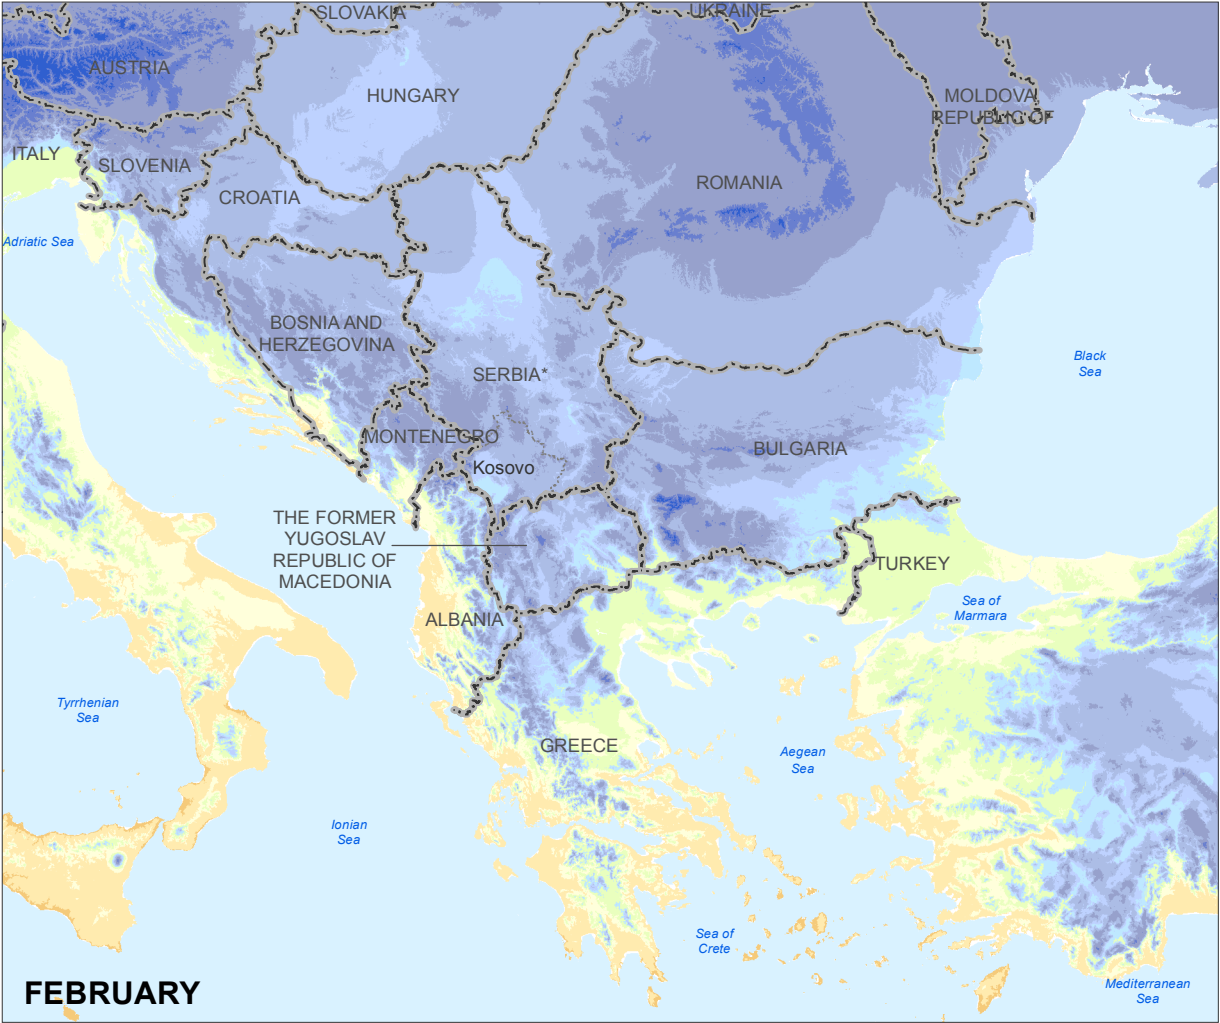 SLOVAKIA
UKRAINE
AUSTRIA
HUNGARY
MOLDOVA,
REPUBLIC OF
ITALY
SLOVENIA
CROATIA
ROMANIA
Adriatic Sea
BOSNIA AND
HERZEGOVINA
SERBIA*
Black
Sea
MONTENEGRO
BULGARIA
Kosovo
THE FORMER
YUGOSLAV
REPUBLIC OF
MACEDONIA
TURKEY
ALBANIA
Sea of
Marmara
Tyrrhenian
Sea
GREECE
Aegean
Sea
Ionian
Sea
Sea of
Crete
FEBRUARY
Mediterranean
Sea